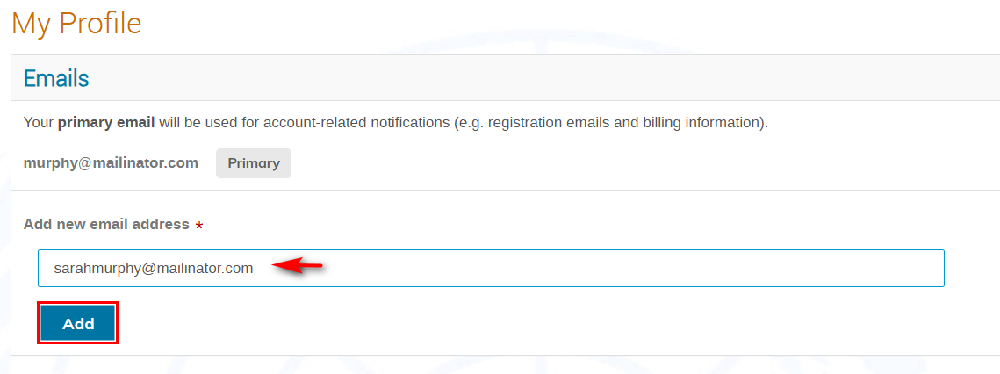 My Profile
Emails
Your primary email will be used for account-related notifications (e.g. registration emails and billing information).
murphy@mailinator.com Primary
Add new email address *
sarahmurphy@mailinator.com
Add